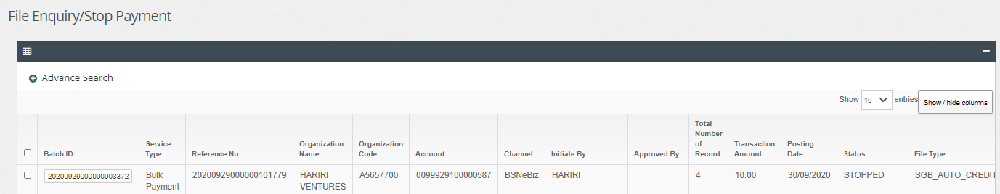 File Enquiry/Stop Payment
Advance Search
Show 10 entries Show / hide columns
Batch ID Service Type Reference No Organization Name Organization Code Account Channel Initiate By Approved By Total Number of Record Transaction Amount Posting Date Status File Type
20200929000000003372 Bulk Payment 20200929000000101779 HARIRI VENTURES A5657700 0099929100000587 BSNeBiz HARIRI 4 10.00 30/09/2020 STOPPED SGB_AUTO_CREDIT